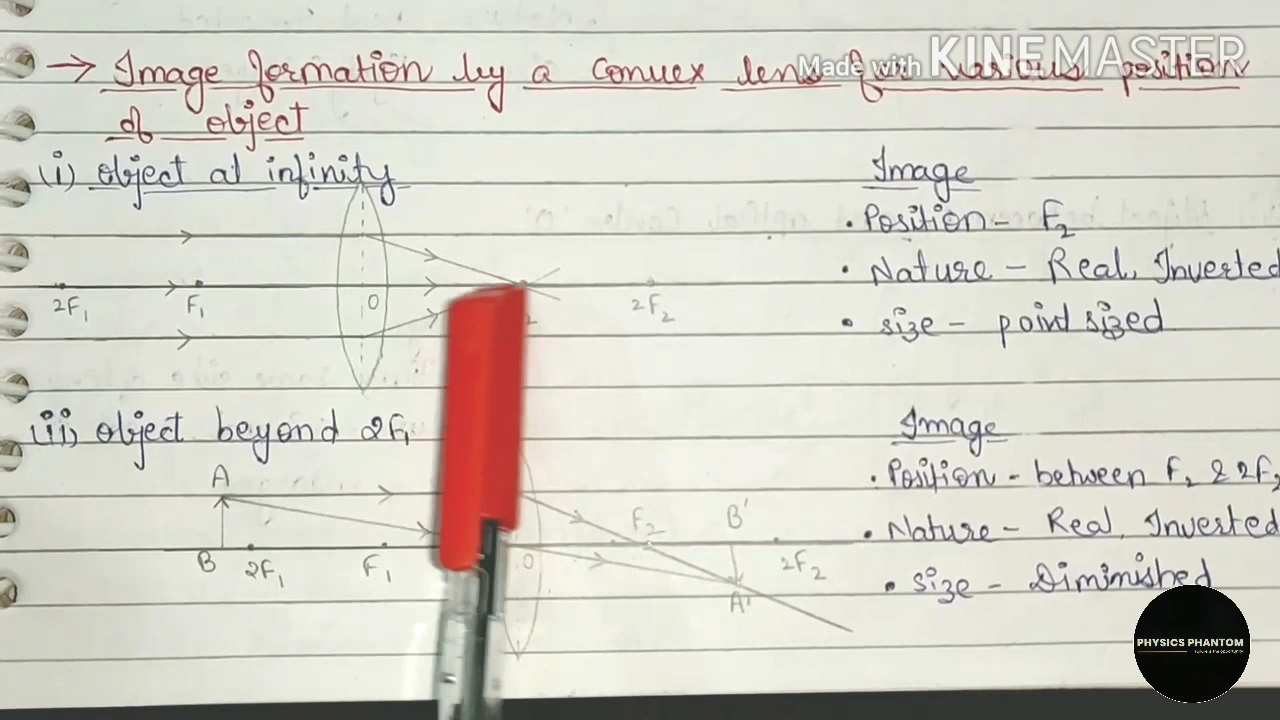 → Image formation by a convex lens for various position
of object
Made with KINEMASTER
(i) object at infinity
2F₁ F₁ O 2 2F₂
Image
• Position - F₂
• Nature - Real, Inverted
• size - point sized
(ii) object beyond 2F₁
A
B 2F₁ F₁ O F₂ B' 2F₂
A'
Image
• Position - between F₂ & 2F₂
• Nature - Real, Inverted
• size - Diminished
PHYSICS PHANTOM